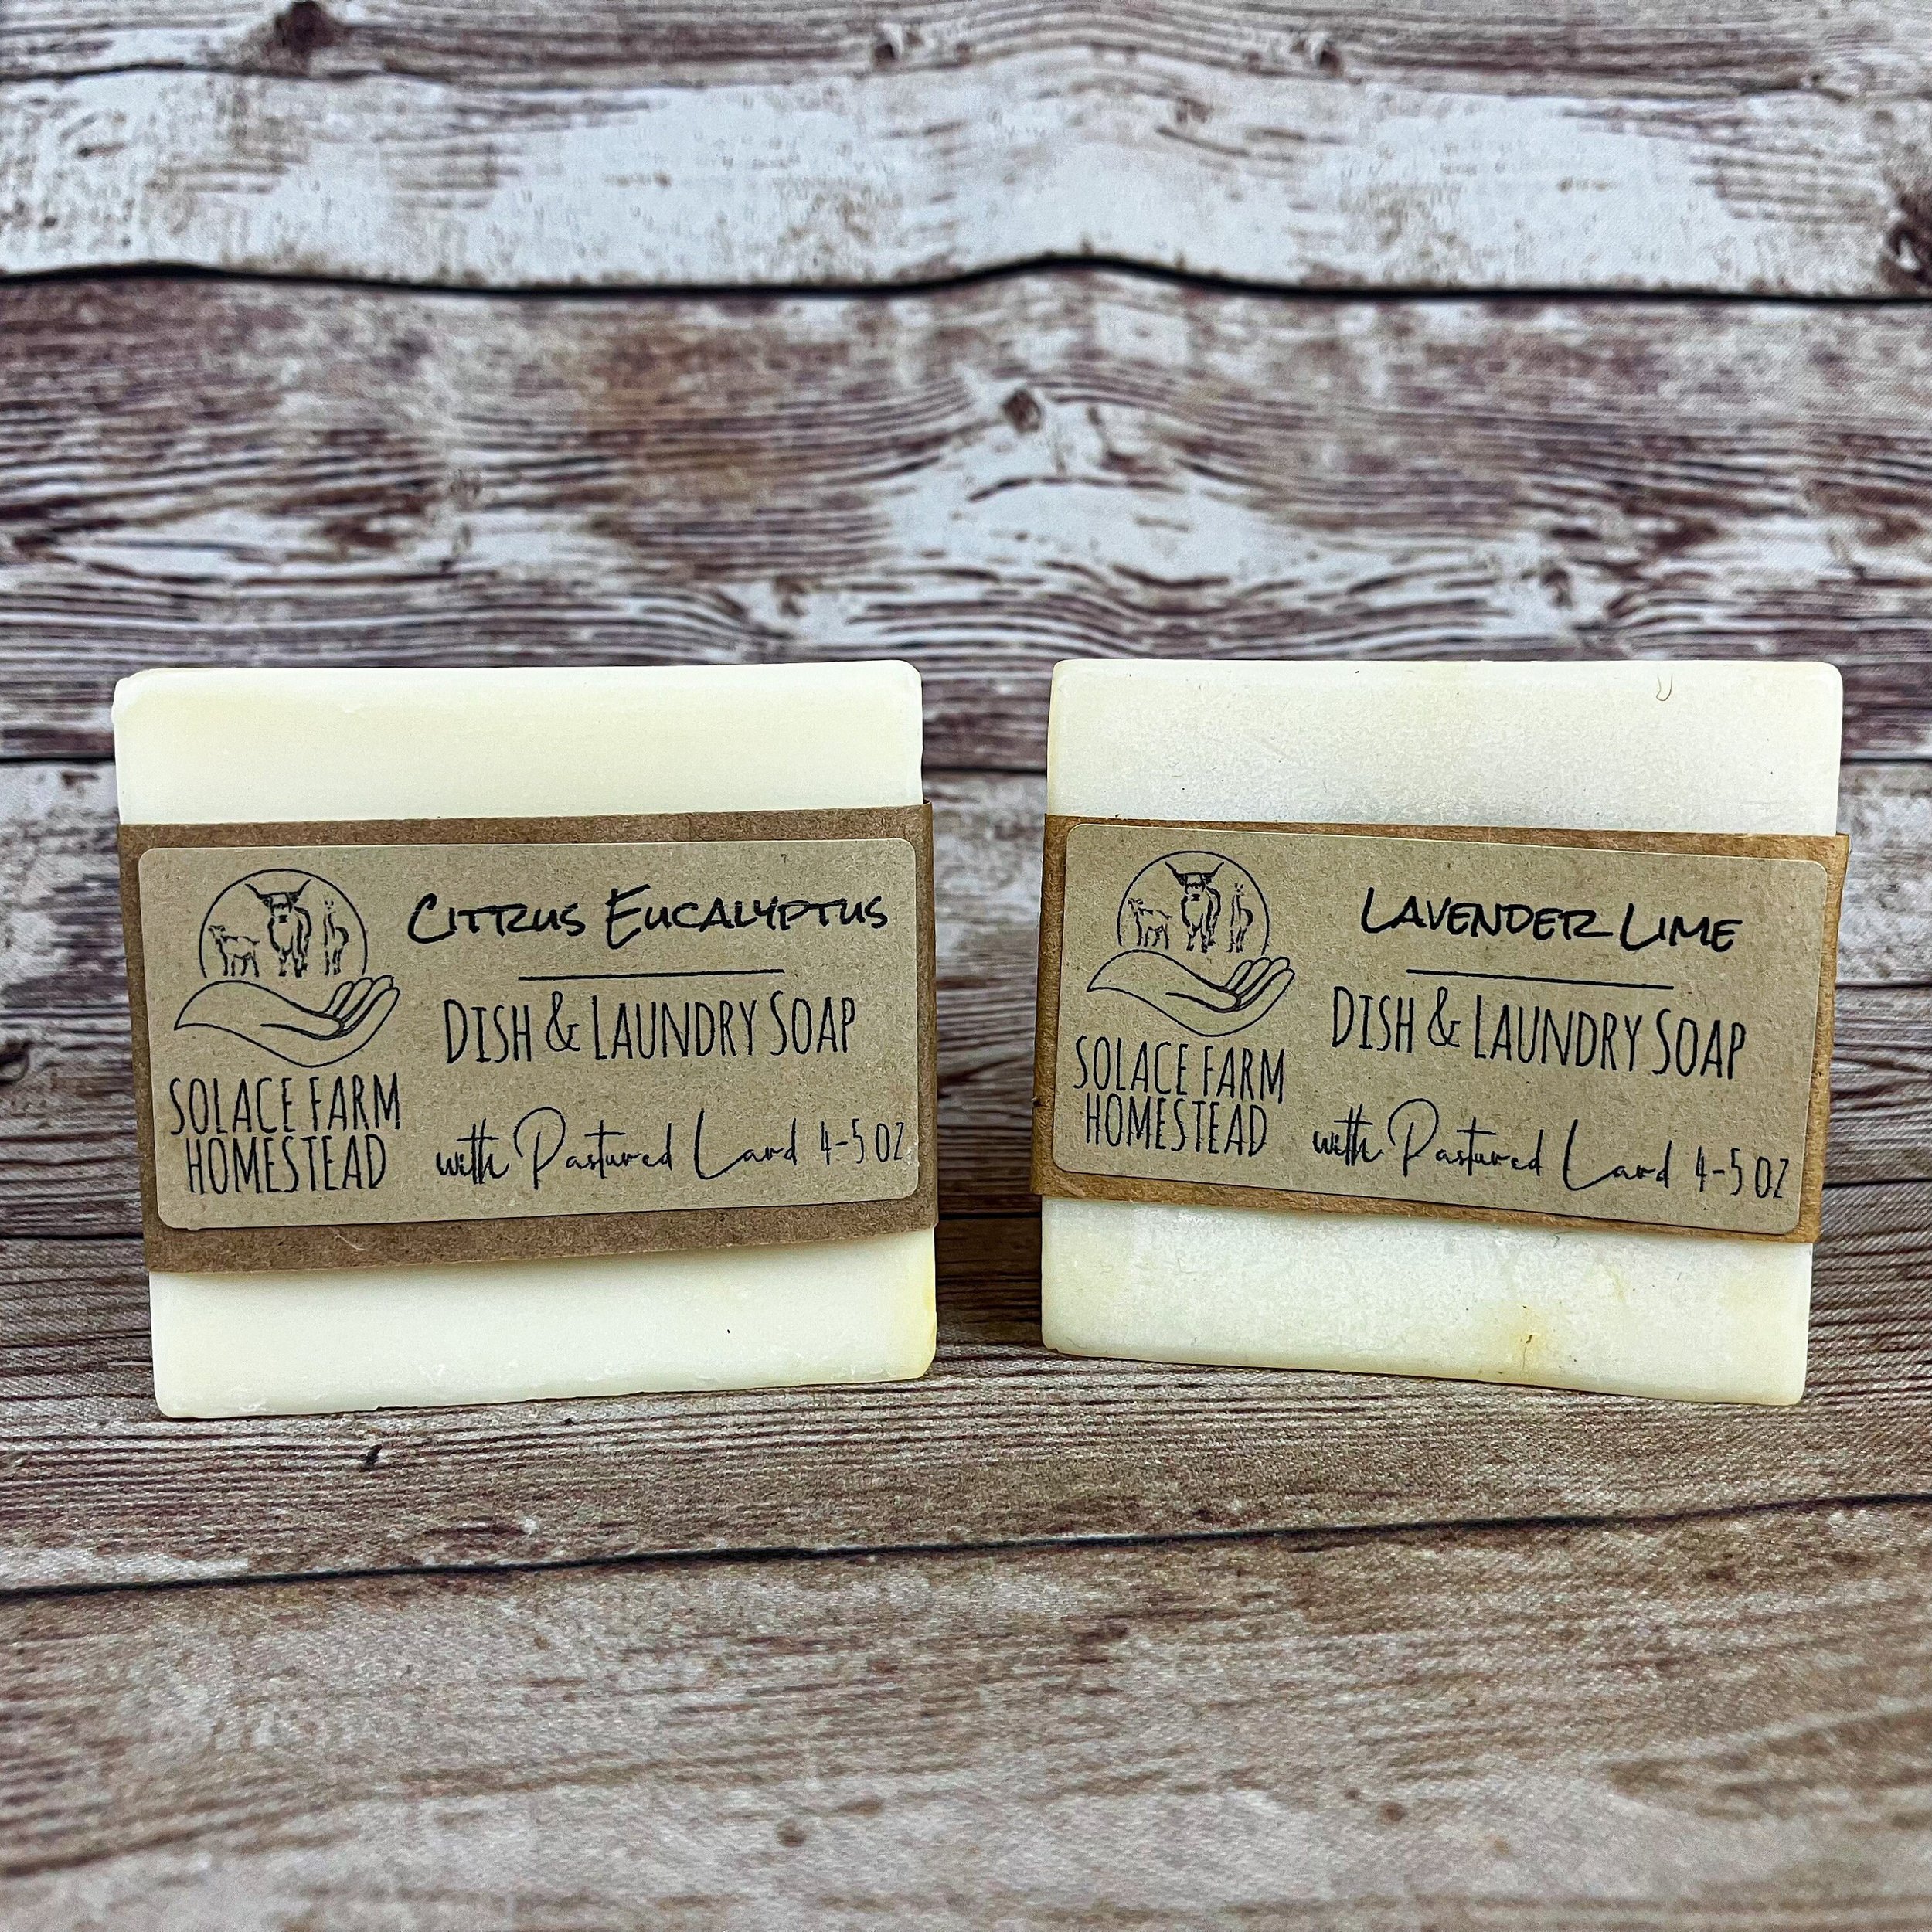 Citrus Eucalyptus
Dish & Laundry Soap
with Pastured Lard 4-5 oz
SOLACE FARM
HOMESTEAD
Lavender Lime
Dish & Laundry Soap
with Pastured Lard 4-5 oz
SOLACE FARM
HOMESTEAD